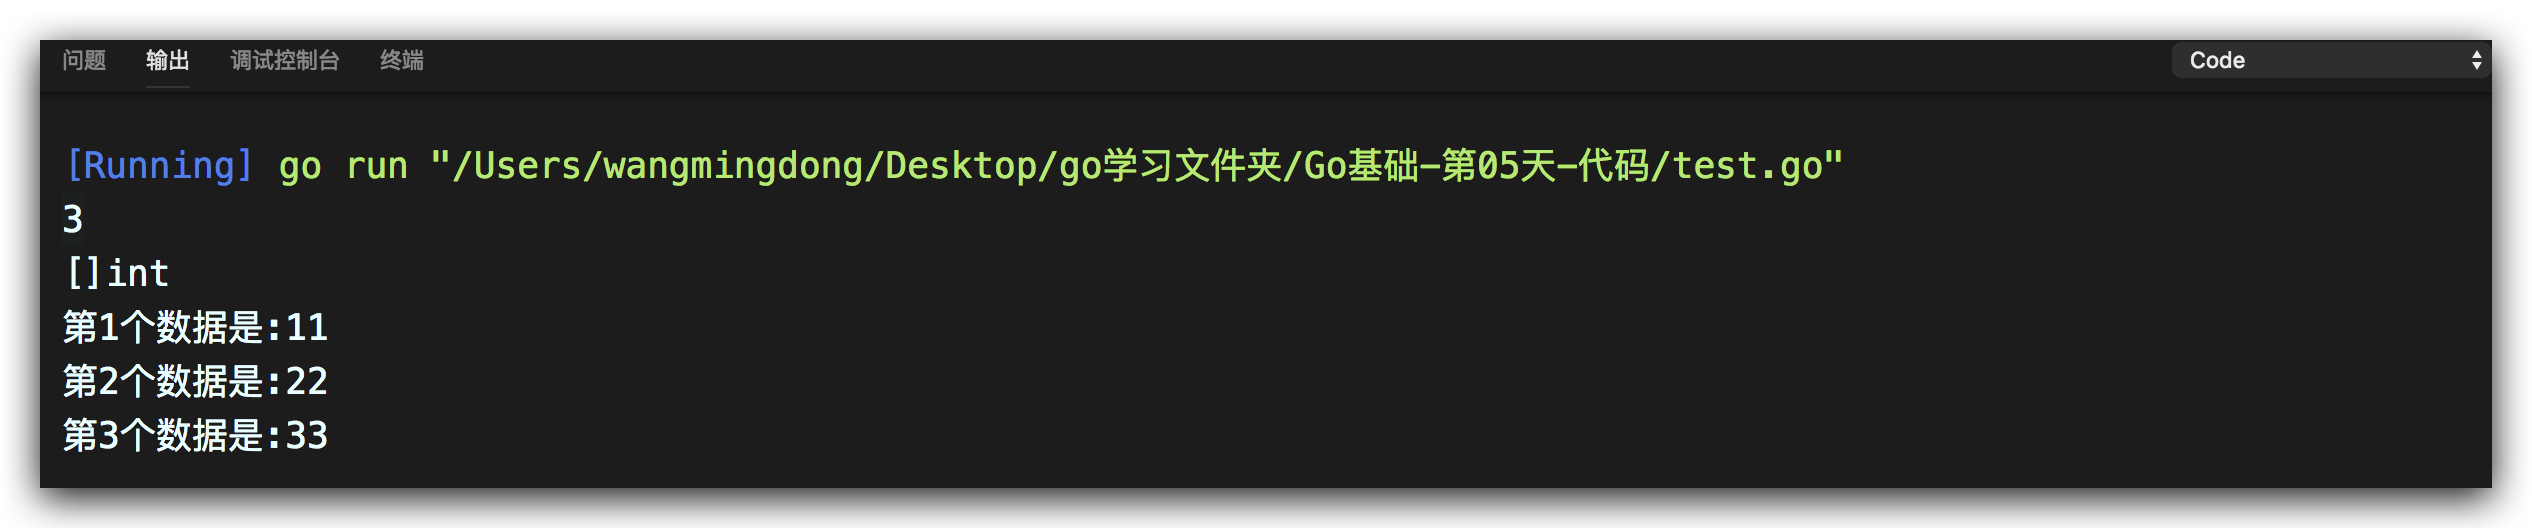 问题 输出 调试控制台 终端 Code
[Running] go run "/Users/wangmingdong/Desktop/go学习文件夹/Go基础-第05天-代码/test.go"
3
[]int
第1个数据是:11
第2个数据是:22
第3个数据是:33